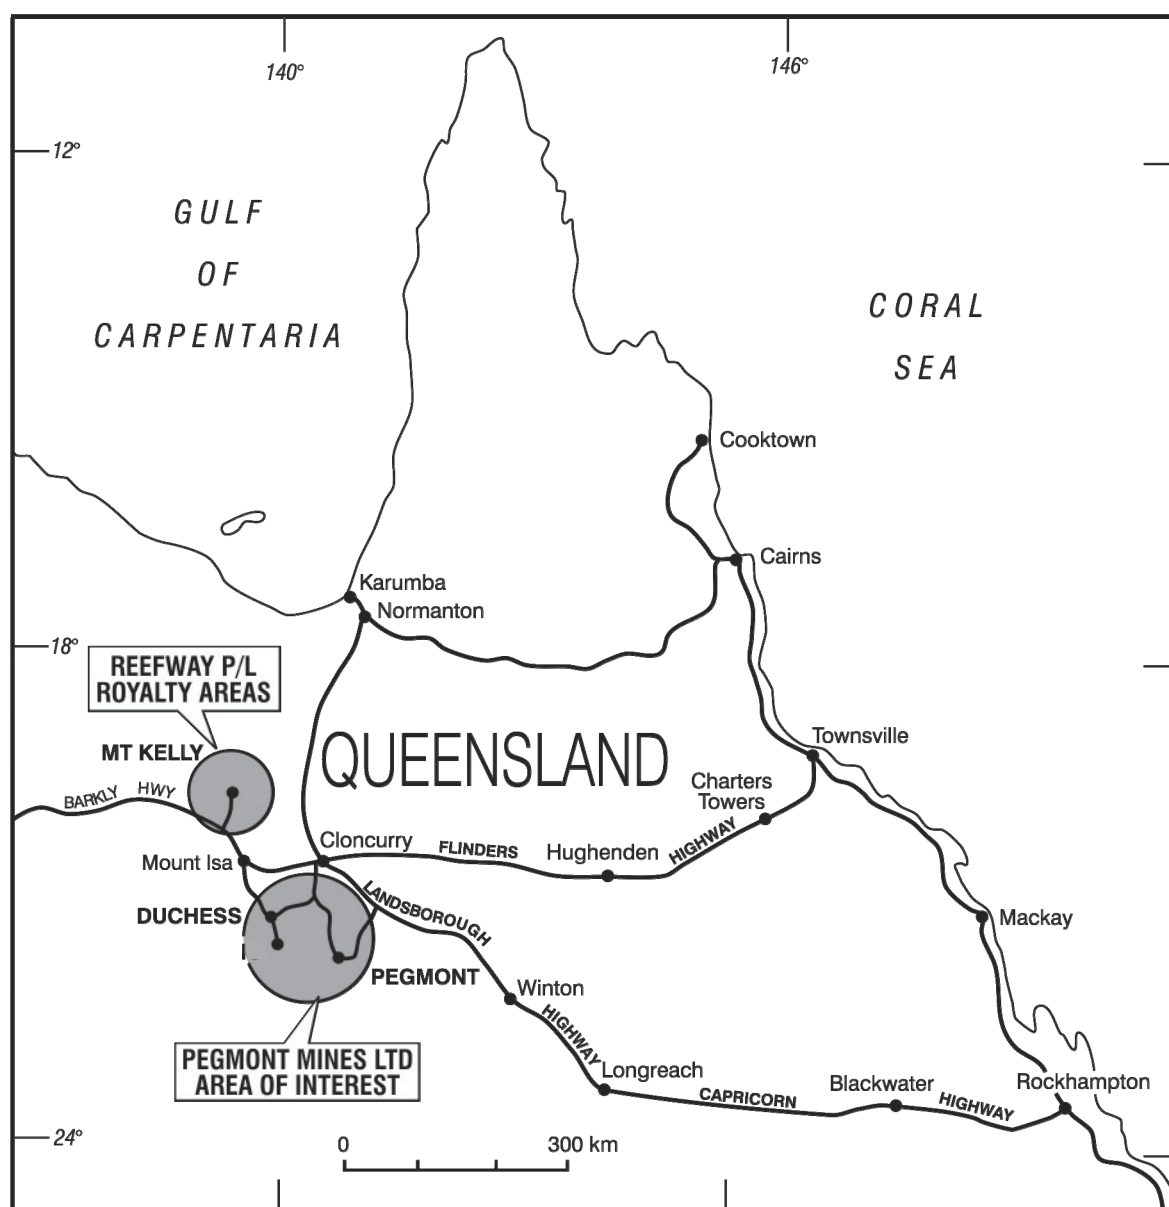 140°
146°
12°
GULF
OF
CARPENTARIA
CORAL
SEA
Cooktown
Cairns
Karumba
Normanton
18°
REEFWAY P/L
ROYALTY AREAS
MT KELLY
QUEENSLAND
Townsville
Charters
Towers
BARKLY HWY
Cloncurry
FLINDERS
Hughenden
HIGHWAY
Mount Isa
LANDSBOROUGH
DUCHESS
Mackay
PEGMONT
Winton
HIGHWAY
PEGMONT MINES LTD
AREA OF INTEREST
Longreach
CAPRICORN
Blackwater
HIGHWAY
Rockhampton
24°
0 300 km